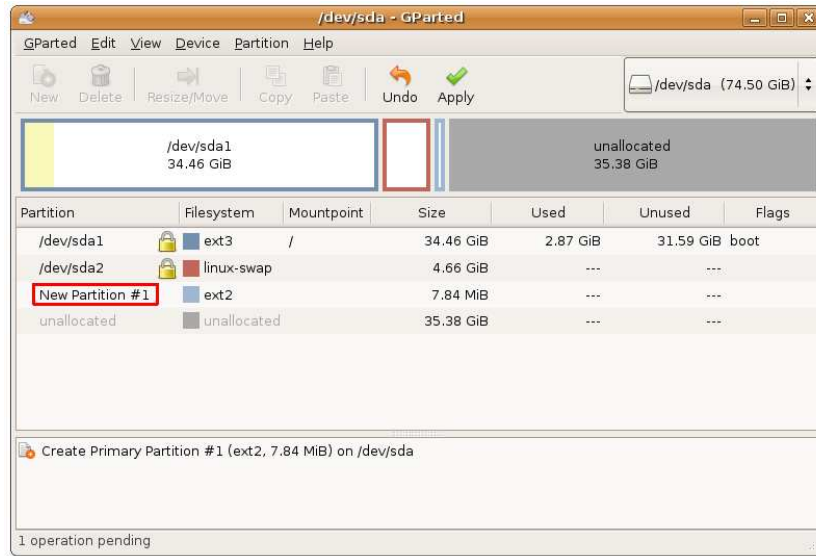 /dev/sda - GParted
GParted Edit View Device Partition Help
New Delete Resize/Move Copy Paste Undo Apply /dev/sda (74.50 GiB)
/dev/sda1
34.46 GiB
unallocated
35.38 GiB
Partition Filesystem Mountpoint Size Used Unused Flags
/dev/sda1 ext3 / 34.46 GiB 2.87 GiB 31.59 GiB boot
/dev/sda2 linux-swap 4.66 GiB --- ---
New Partition #1 ext2 7.84 MiB --- ---
unallocated unallocated 35.38 GiB --- ---
Create Primary Partition #1 (ext2, 7.84 MiB) on /dev/sda
1 operation pending